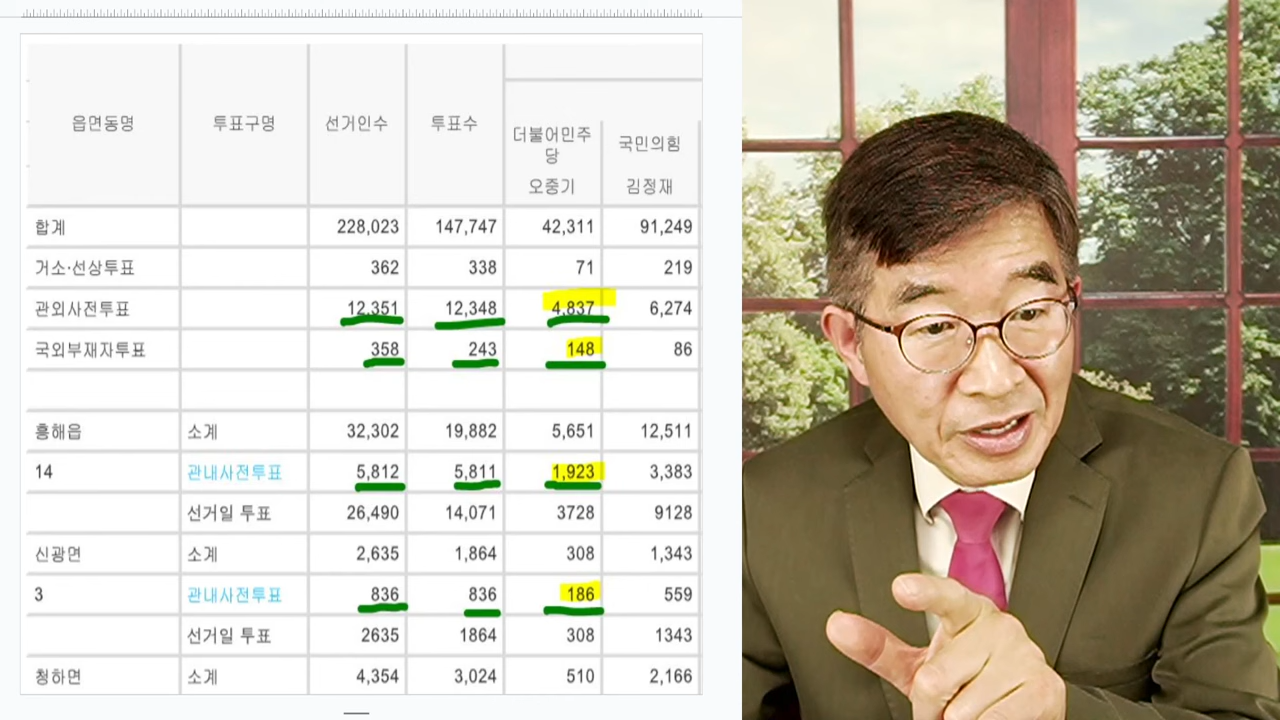 읍면동명 투표구명 선거인수 투표수 더불어민주당 오중기 국민의힘 김정재
합계 228,023 147,747 42,311 91,249
거소·선상투표 362 338 71 219
관외사전투표 12,351 12,348 4,837 6,274
국외부재자투표 358 243 148 86
흥해읍 소계 32,302 19,882 5,651 12,511
14 관내사전투표 5,812 5,811 1,923 3,383
선거일 투표 26,490 14,071 3728 9128
신광면 소계 2,635 1,864 308 1,343
3 관내사전투표 836 836 186 559
선거일 투표 2635 1864 308 1343
청하면 소계 4,354 3,024 510 2,166